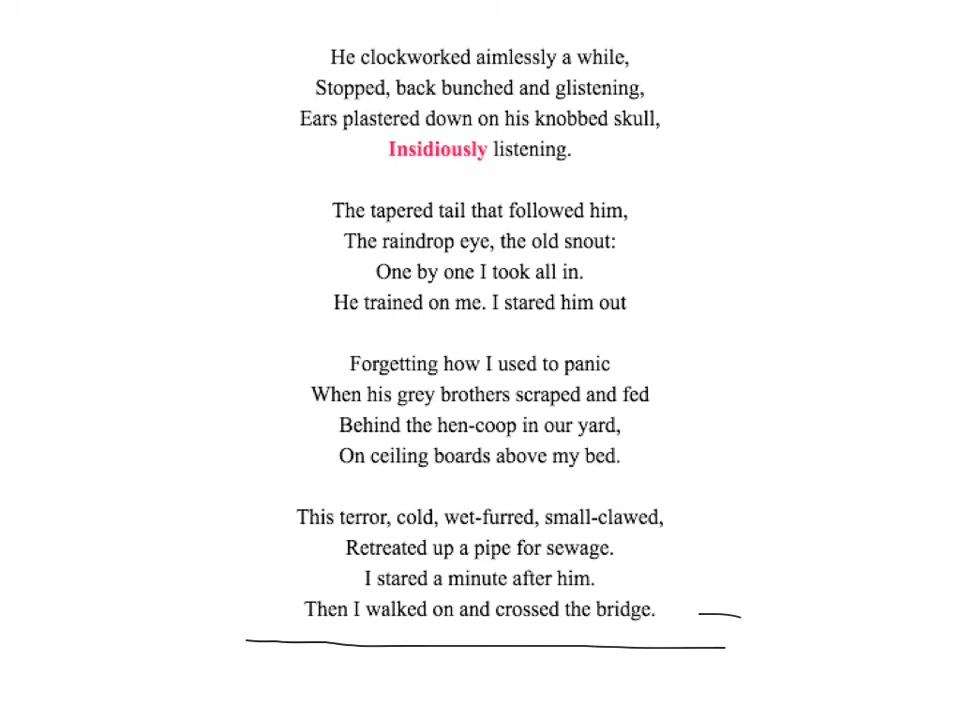 He clockworked aimlessly a while,
Stopped, back bunched and glistening,
Ears plastered down on his knobbed skull,
Insidiously listening.
The tapered tail that followed him,
The raindrop eye, the old snout:
One by one I took all in.
He trained on me. I stared him out
Forgetting how I used to panic
When his grey brothers scraped and fed
Behind the hen-coop in our yard,
On ceiling boards above my bed.
This terror, cold, wet-furred, small-clawed,
Retreated up a pipe for sewage.
I stared a minute after him.
Then I walked on and crossed the bridge.